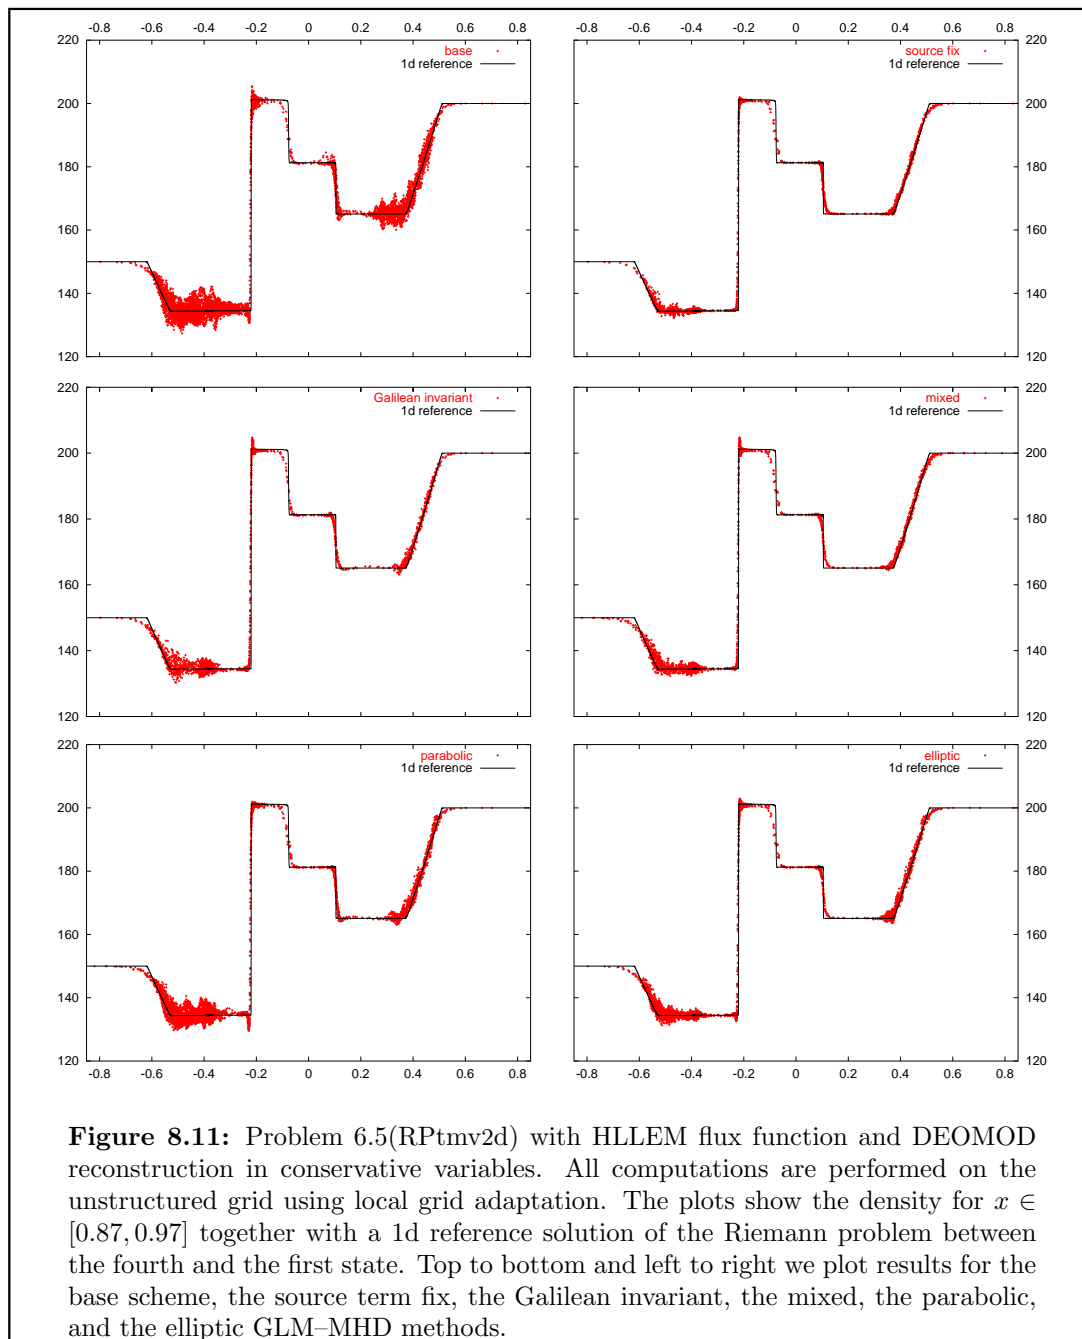 -0.8 -0.6 -0.4 -0.2 0 0.2 0.4 0.6 0.8
220
200
180
160
140
120
base
1d reference
-0.8 -0.6 -0.4 -0.2 0 0.2 0.4 0.6 0.8
220
200
180
160
140
120
source fix
1d reference
220
200
180
160
140
120
Galilean invariant
1d reference
220
200
180
160
140
120
mixed
1d reference
220
200
180
160
140
120
parabolic
1d reference
-0.8 -0.6 -0.4 -0.2 0 0.2 0.4 0.6 0.8
220
200
180
160
140
120
elliptic
1d reference
-0.8 -0.6 -0.4 -0.2 0 0.2 0.4 0.6 0.8
Figure 8.11: Problem 6.5(RPtmv2d) with HLLEM flux function and DEOMOD
reconstruction in conservative variables. All computations are performed on the
unstructured grid using local grid adaptation. The plots show the density for x ∈
[0.87, 0.97] together with a 1d reference solution of the Riemann problem between
the fourth and the first state. Top to bottom and left to right we plot results for the
base scheme, the source term fix, the Galilean invariant, the mixed, the parabolic,
and the elliptic GLM–MHD methods.